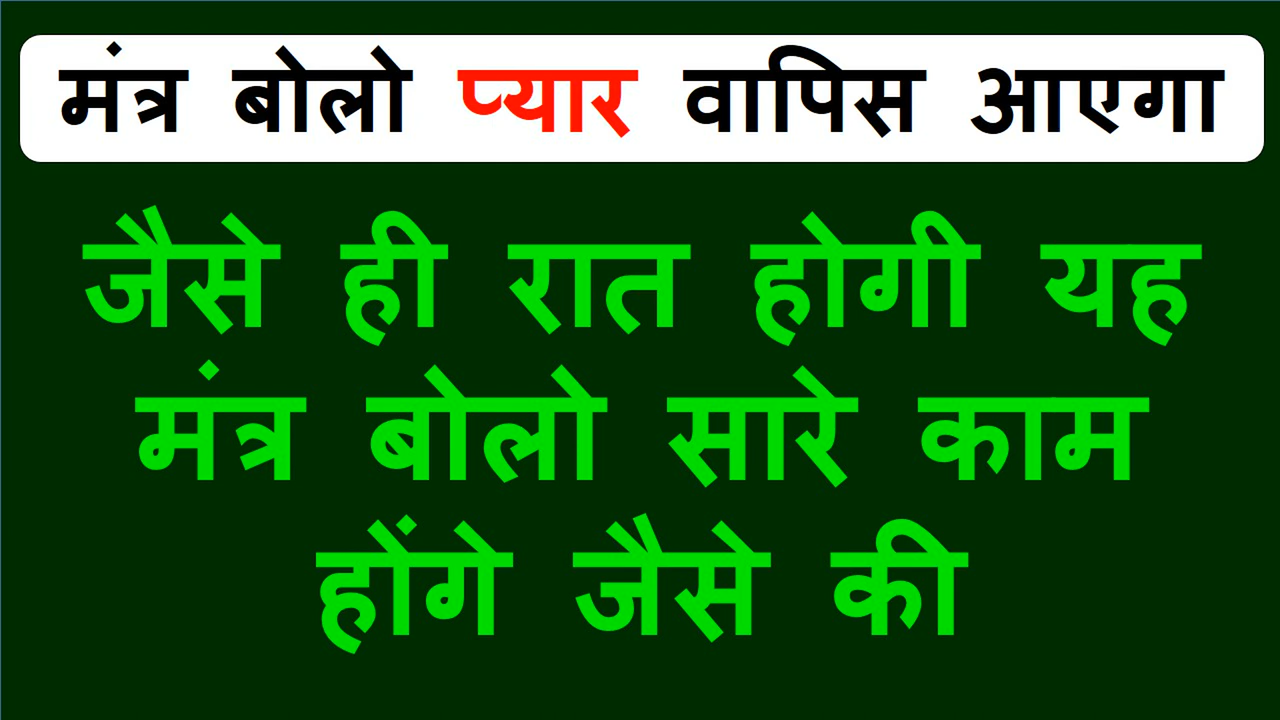 मंत्र बोलो प्यार वापिस आएगा
जैसे ही रात होगी यह
मंत्र बोलो सारे काम
होंगे जैसे की